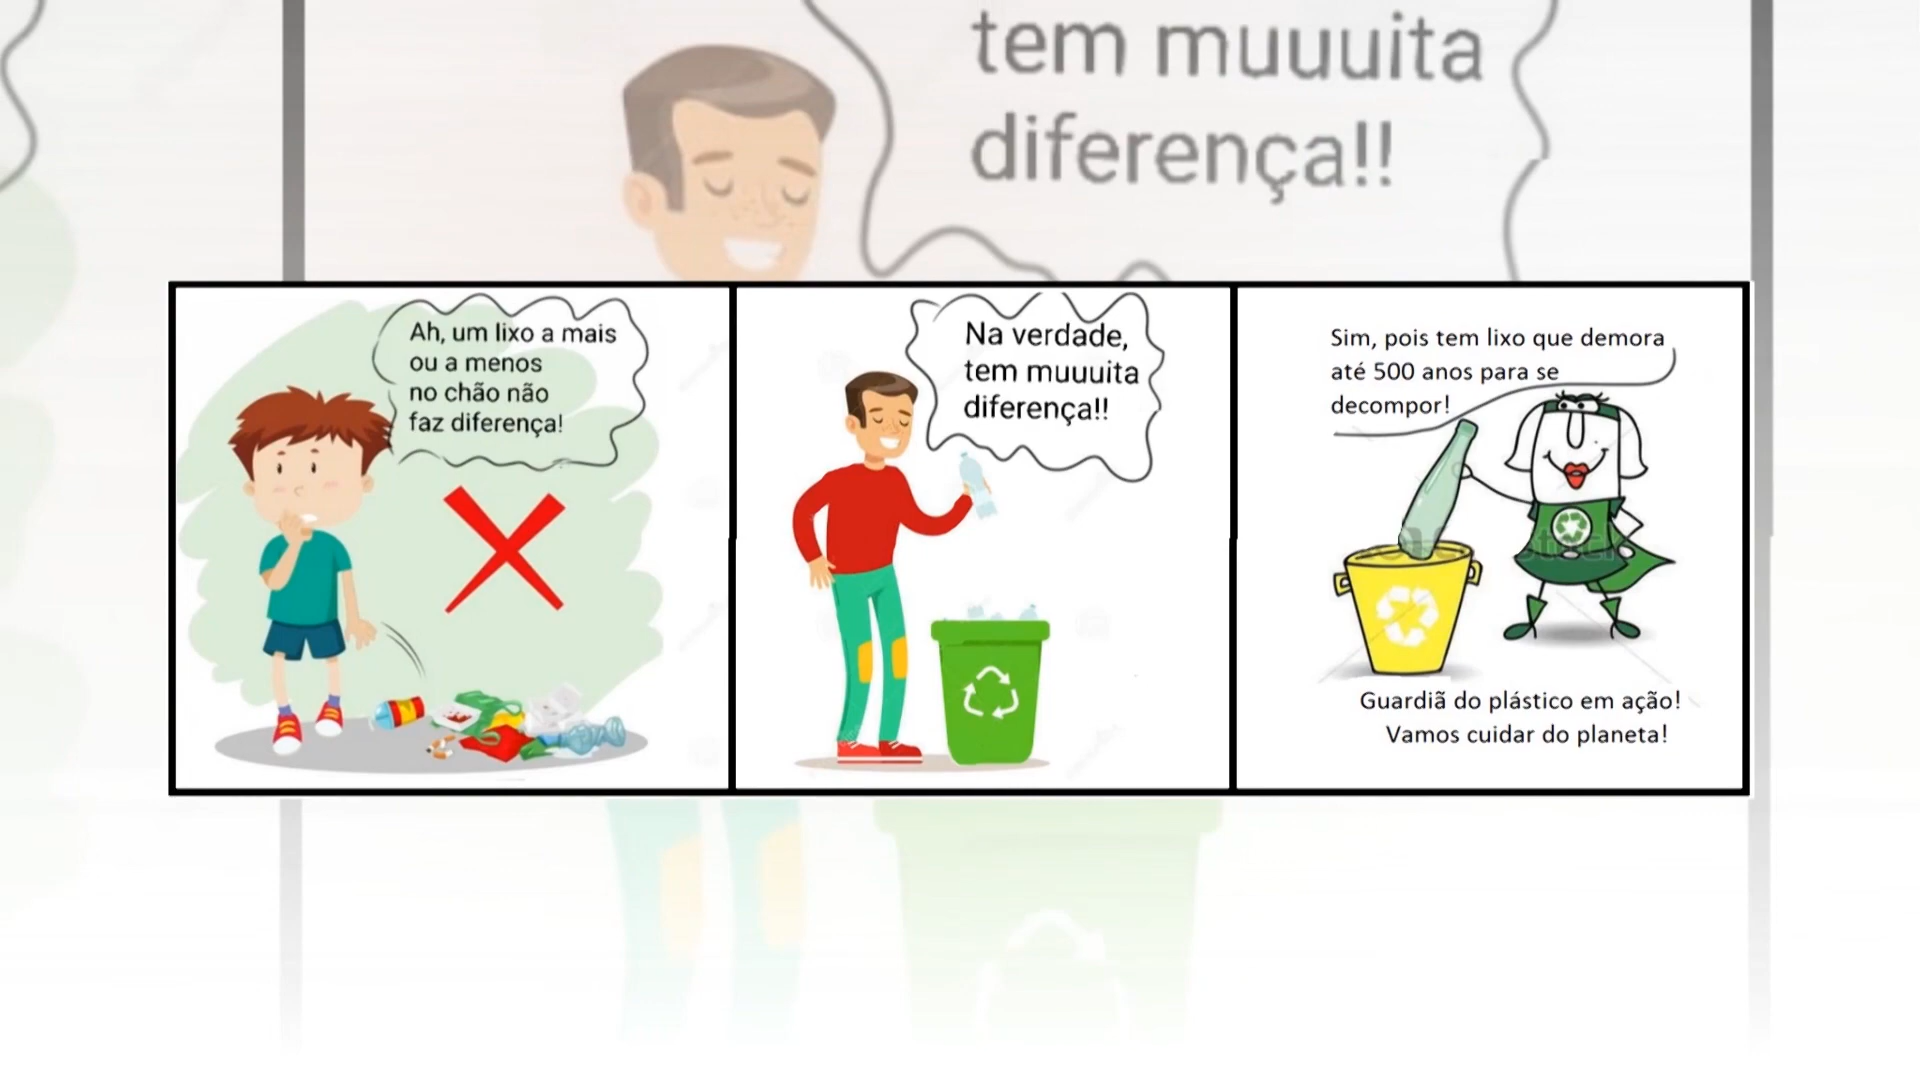 tem muuuita
diferença!!
Ah, um lixo a mais
ou a menos
no chão não
faz diferença!
Na verdade,
tem muuuita
diferença!!
Sim, pois tem lixo que demora
até 500 anos para se
decompor!
Guardiã do plástico em ação!
Vamos cuidar do planeta!